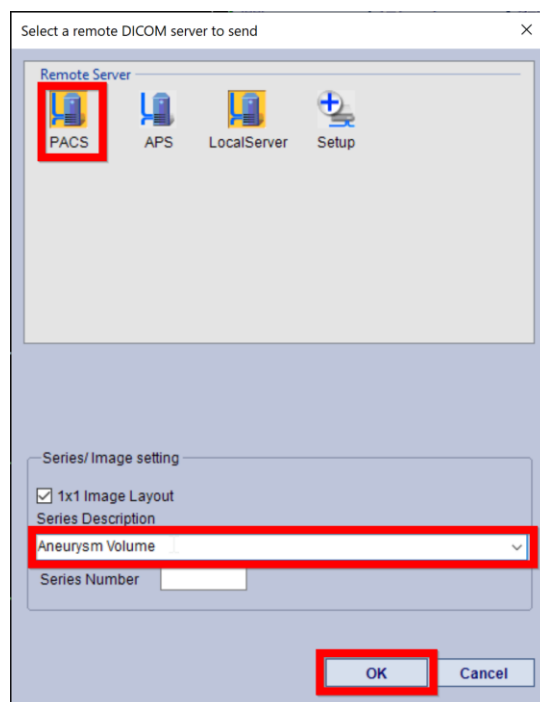 Select a remote DICOM server to send
Remote Server
PACS APS LocalServer Setup
Series/ Image setting
1x1 Image Layout
Series Description
Aneurysm Volume
Series Number
OK Cancel